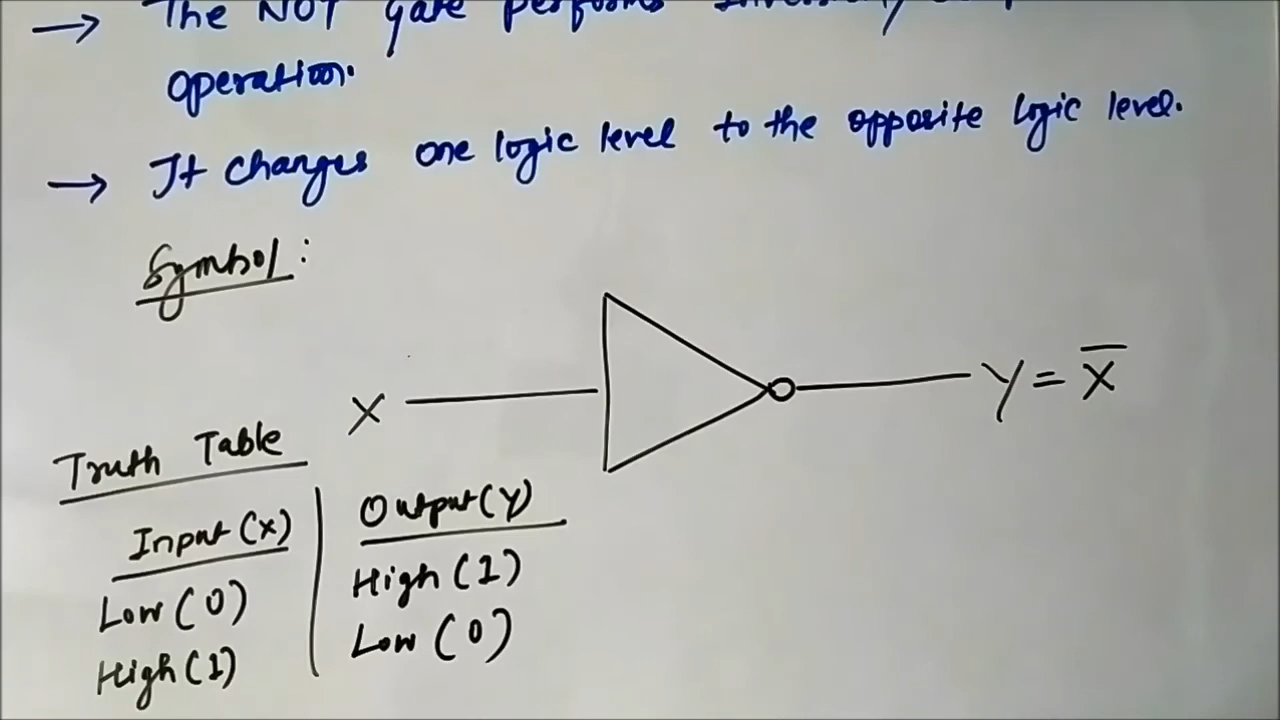 → The NOT gate performs
operation.
→ It changes one logic level to the opposite logic level.
Symbol:
X Y = X̅
Truth Table
Input (X) | Output (Y)
Low (0) | High (1)
High (1) | Low (0)